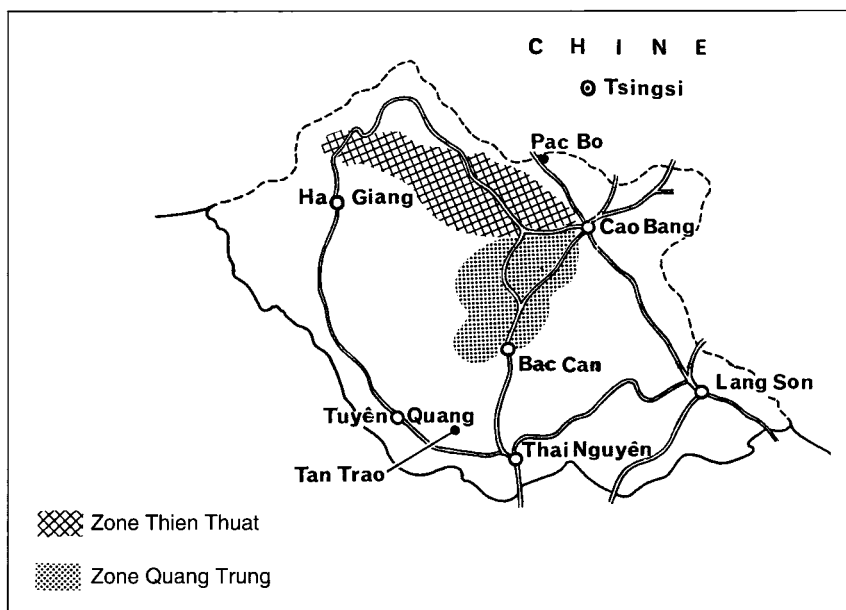 C H I N E
Tsingsi
Pac Bo
Ha Giang
Cao Bang
Bac Can
Lang Son
Tuyên Quang
Tan Trao
Thai Nguyên
Zone Thien Thuat
Zone Quang Trung